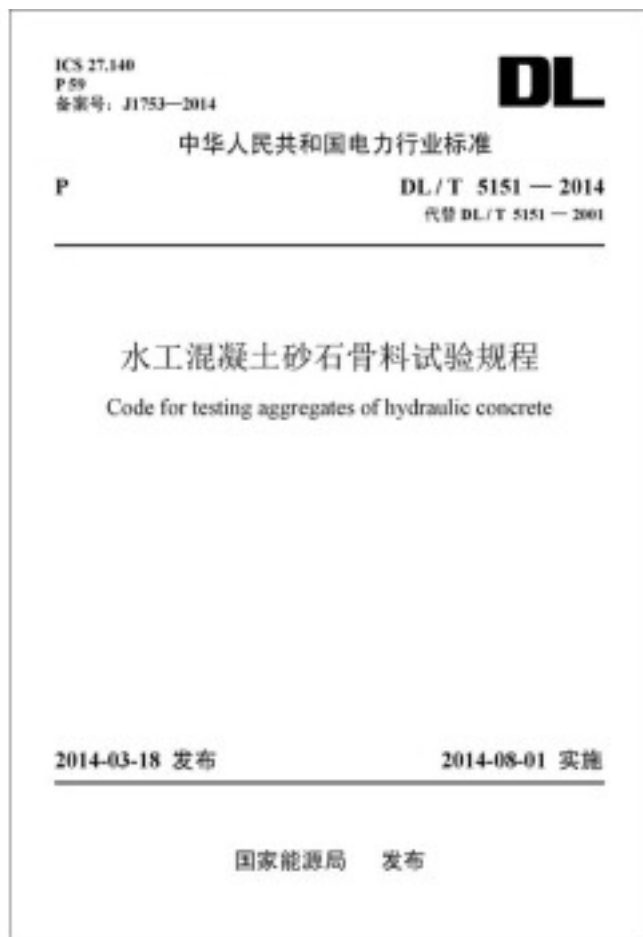 ICS 27.140
P 59
备案号：J1753—2014
DL
中华人民共和国电力行业标准
P
DL / T 5151 — 2014
代替 DL / T 5151 — 2001
水工混凝土砂石骨料试验规程
Code for testing aggregates of hydraulic concrete
2014-03-18 发布
2014-08-01 实施
国家能源局 发布